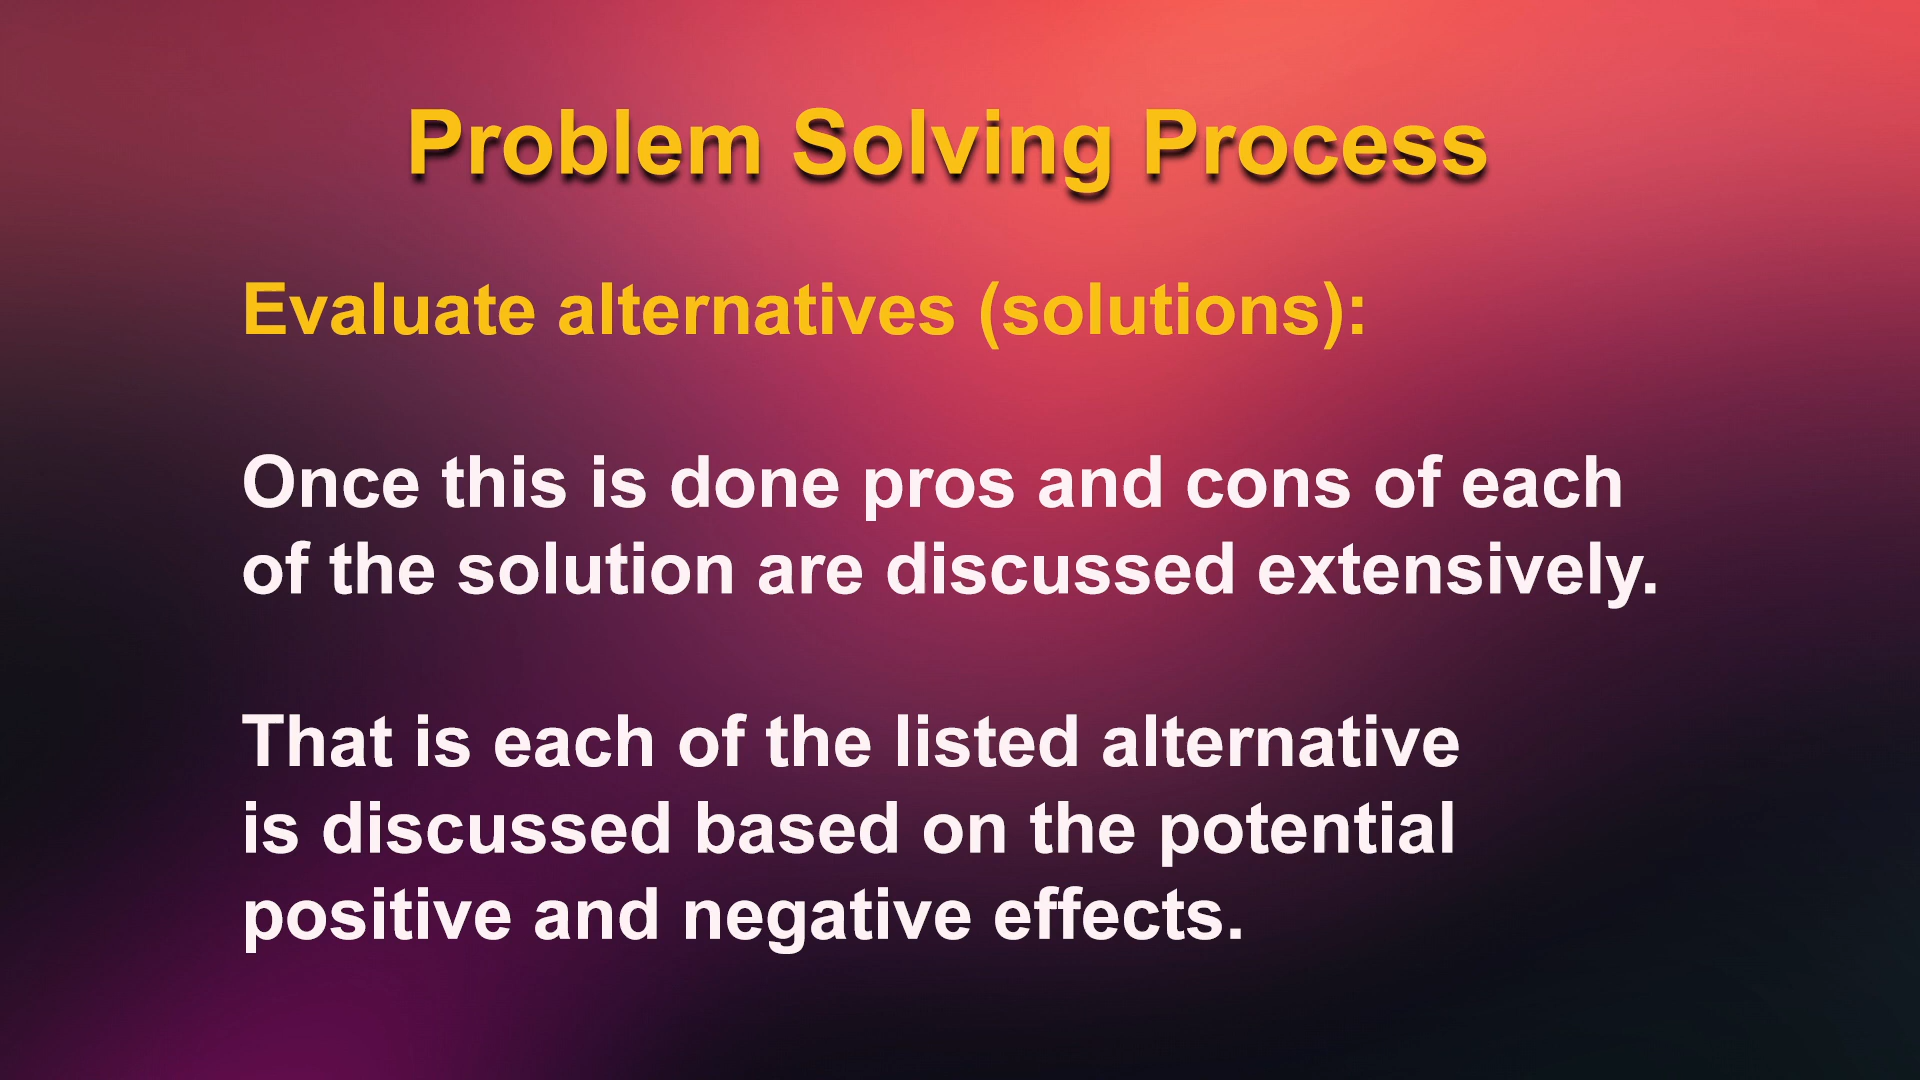 Problem Solving Process
Evaluate alternatives (solutions):
Once this is done pros and cons of each
of the solution are discussed extensively.
That is each of the listed alternative
is discussed based on the potential
positive and negative effects.